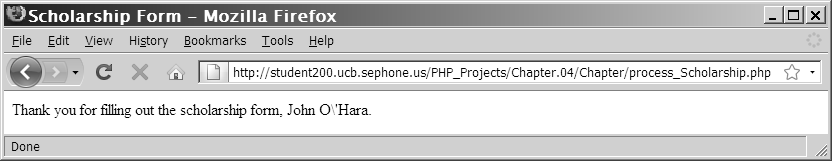 Scholarship Form – Mozilla Firefox
File Edit View History Bookmarks Tools Help
http://student200.ucb.sephone.us/PHP_Projects/Chapter.04/Chapter/process_Scholarship.php
Thank you for filling out the scholarship form, John O\'Hara.
Done